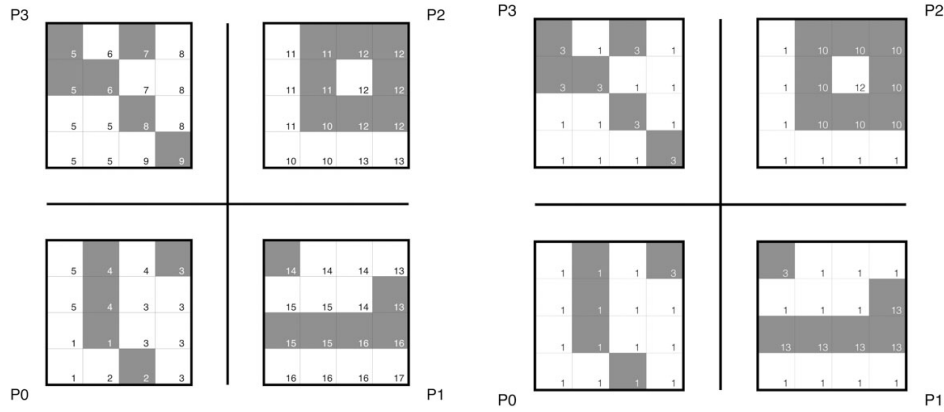 P3 P2 P3 P2
5 6 7 8 11 11 12 12 3 1 3 1 1 10 10 10
5 6 7 8 11 11 12 12 3 3 1 1 1 10 12 10
5 5 8 8 11 10 12 12 1 1 3 1 1 10 10 10
5 5 9 9 10 10 13 13 1 1 1 3 1 1 1 1
5 4 4 3 14 14 14 13 1 1 1 3 3 1 1 1
5 4 3 3 15 15 14 13 1 1 1 1 1 1 1 13
1 1 3 3 15 15 16 16 1 1 1 1 13 13 13 13
1 2 2 3 16 16 16 17 1 1 1 1 1 1 1 1
P0 P1 P0 P1